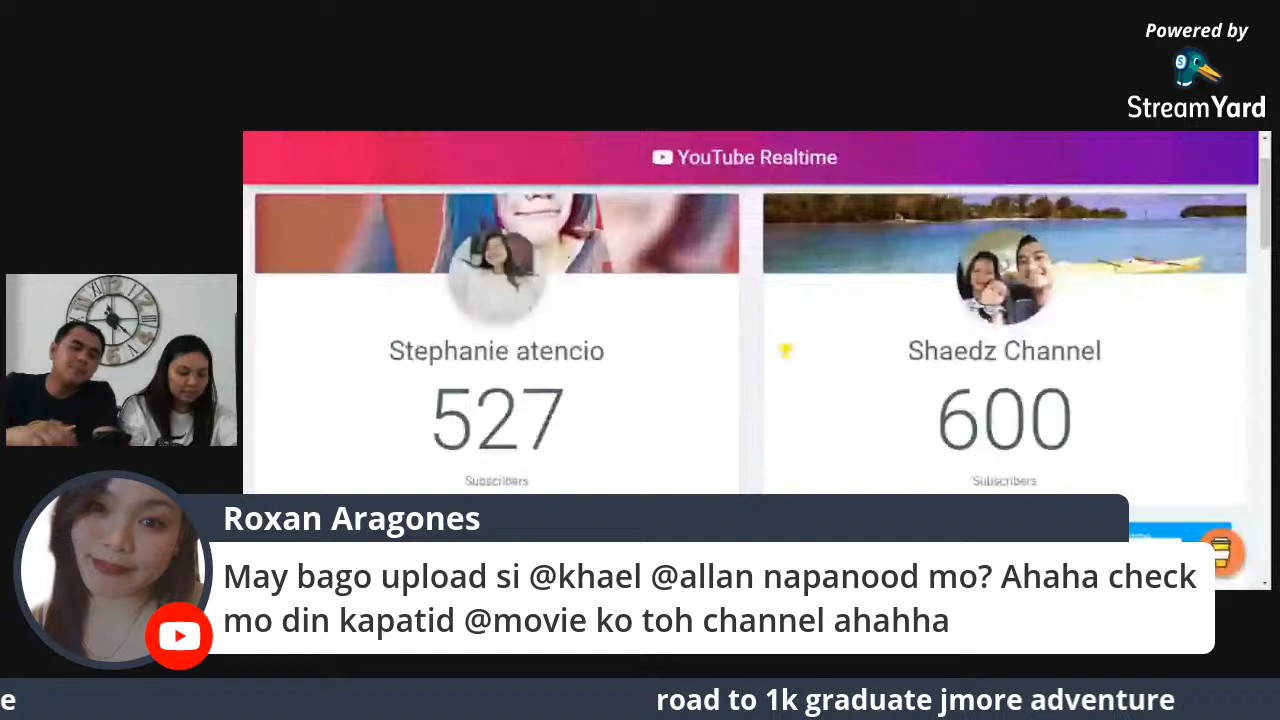 Powered by
StreamYard
YouTube Realtime
Stephanie atencio
527
Subscribers
Shaedz Channel
600
Subscribers
Roxan Aragones
May bago upload si @khael @allan napanood mo? Ahaha check
mo din kapatid @movie ko toh channel ahahha
e
road to 1k graduate jmore adventure